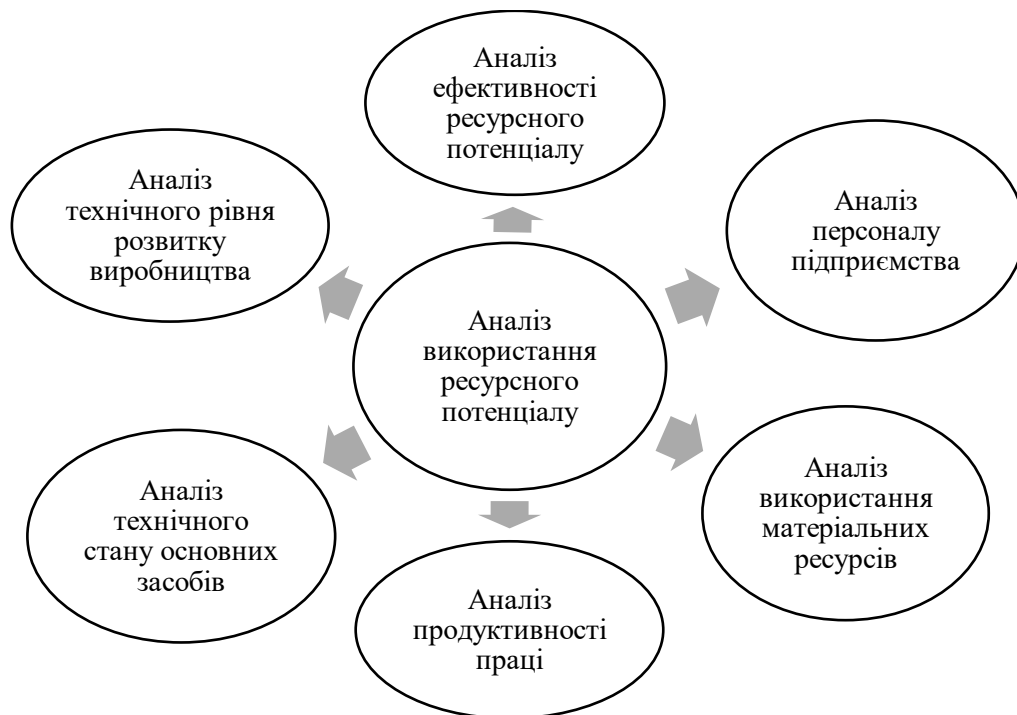 Аналіз
ефективності
ресурсного
потенціалу
Аналіз
технічного рівня
розвитку
виробництва
Аналіз
персоналу
підприємства
Аналіз
використання
ресурсного
потенціалу
Аналіз
технічного
стану основних
засобів
Аналіз
використання
матеріальних
ресурсів
Аналіз
продуктивності
праці